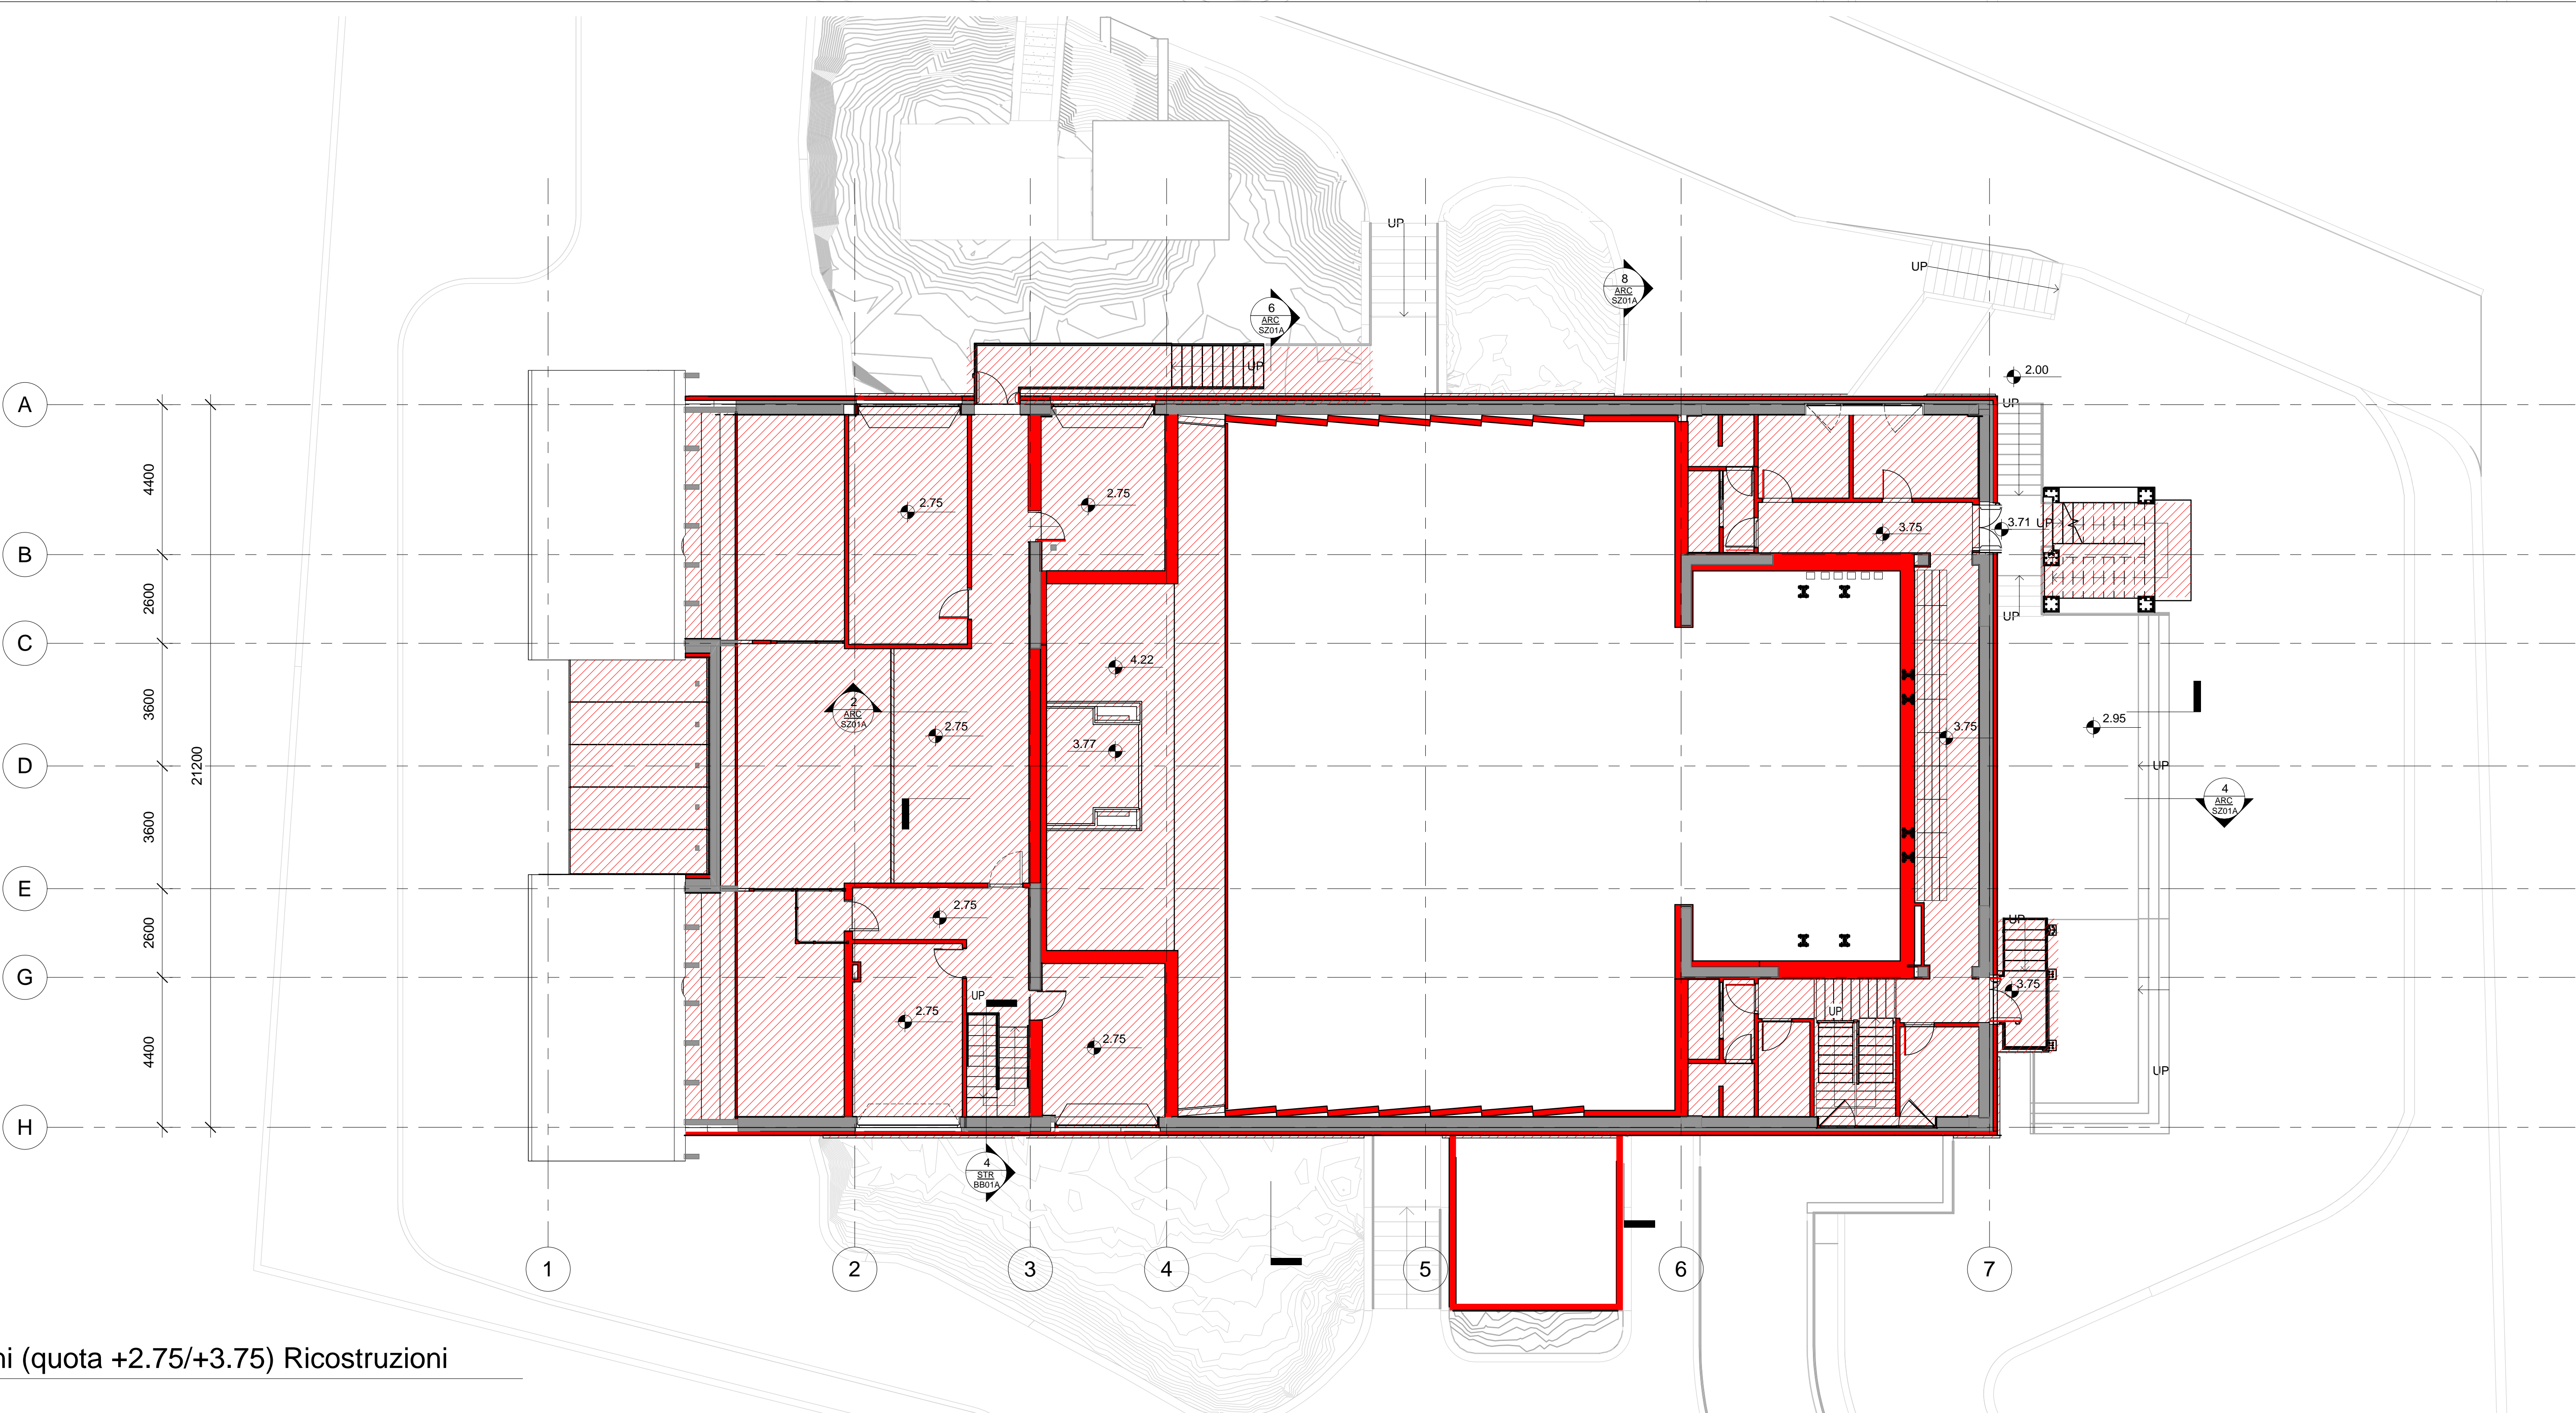 UP
UP
8
ARC
SZ01A
6
ARC
SZ01A
UP
2.00
UP
A
B
C
D
E
G
H
4400
2600
3600
3600
2600
4400
21200
2.75
2.75
3.75
3.71
UP
UP
4.22
2
ARC
SZ01A
2.75
3.77
3.75
2.95
UP
4
ARC
SZ01A
2.75
UP
3.75
UP
2.75
2.75
UP
UP
4
STR
BB01A
1
2
3
4
5
6
7
ni (quota +2.75/+3.75) Ricostruzioni